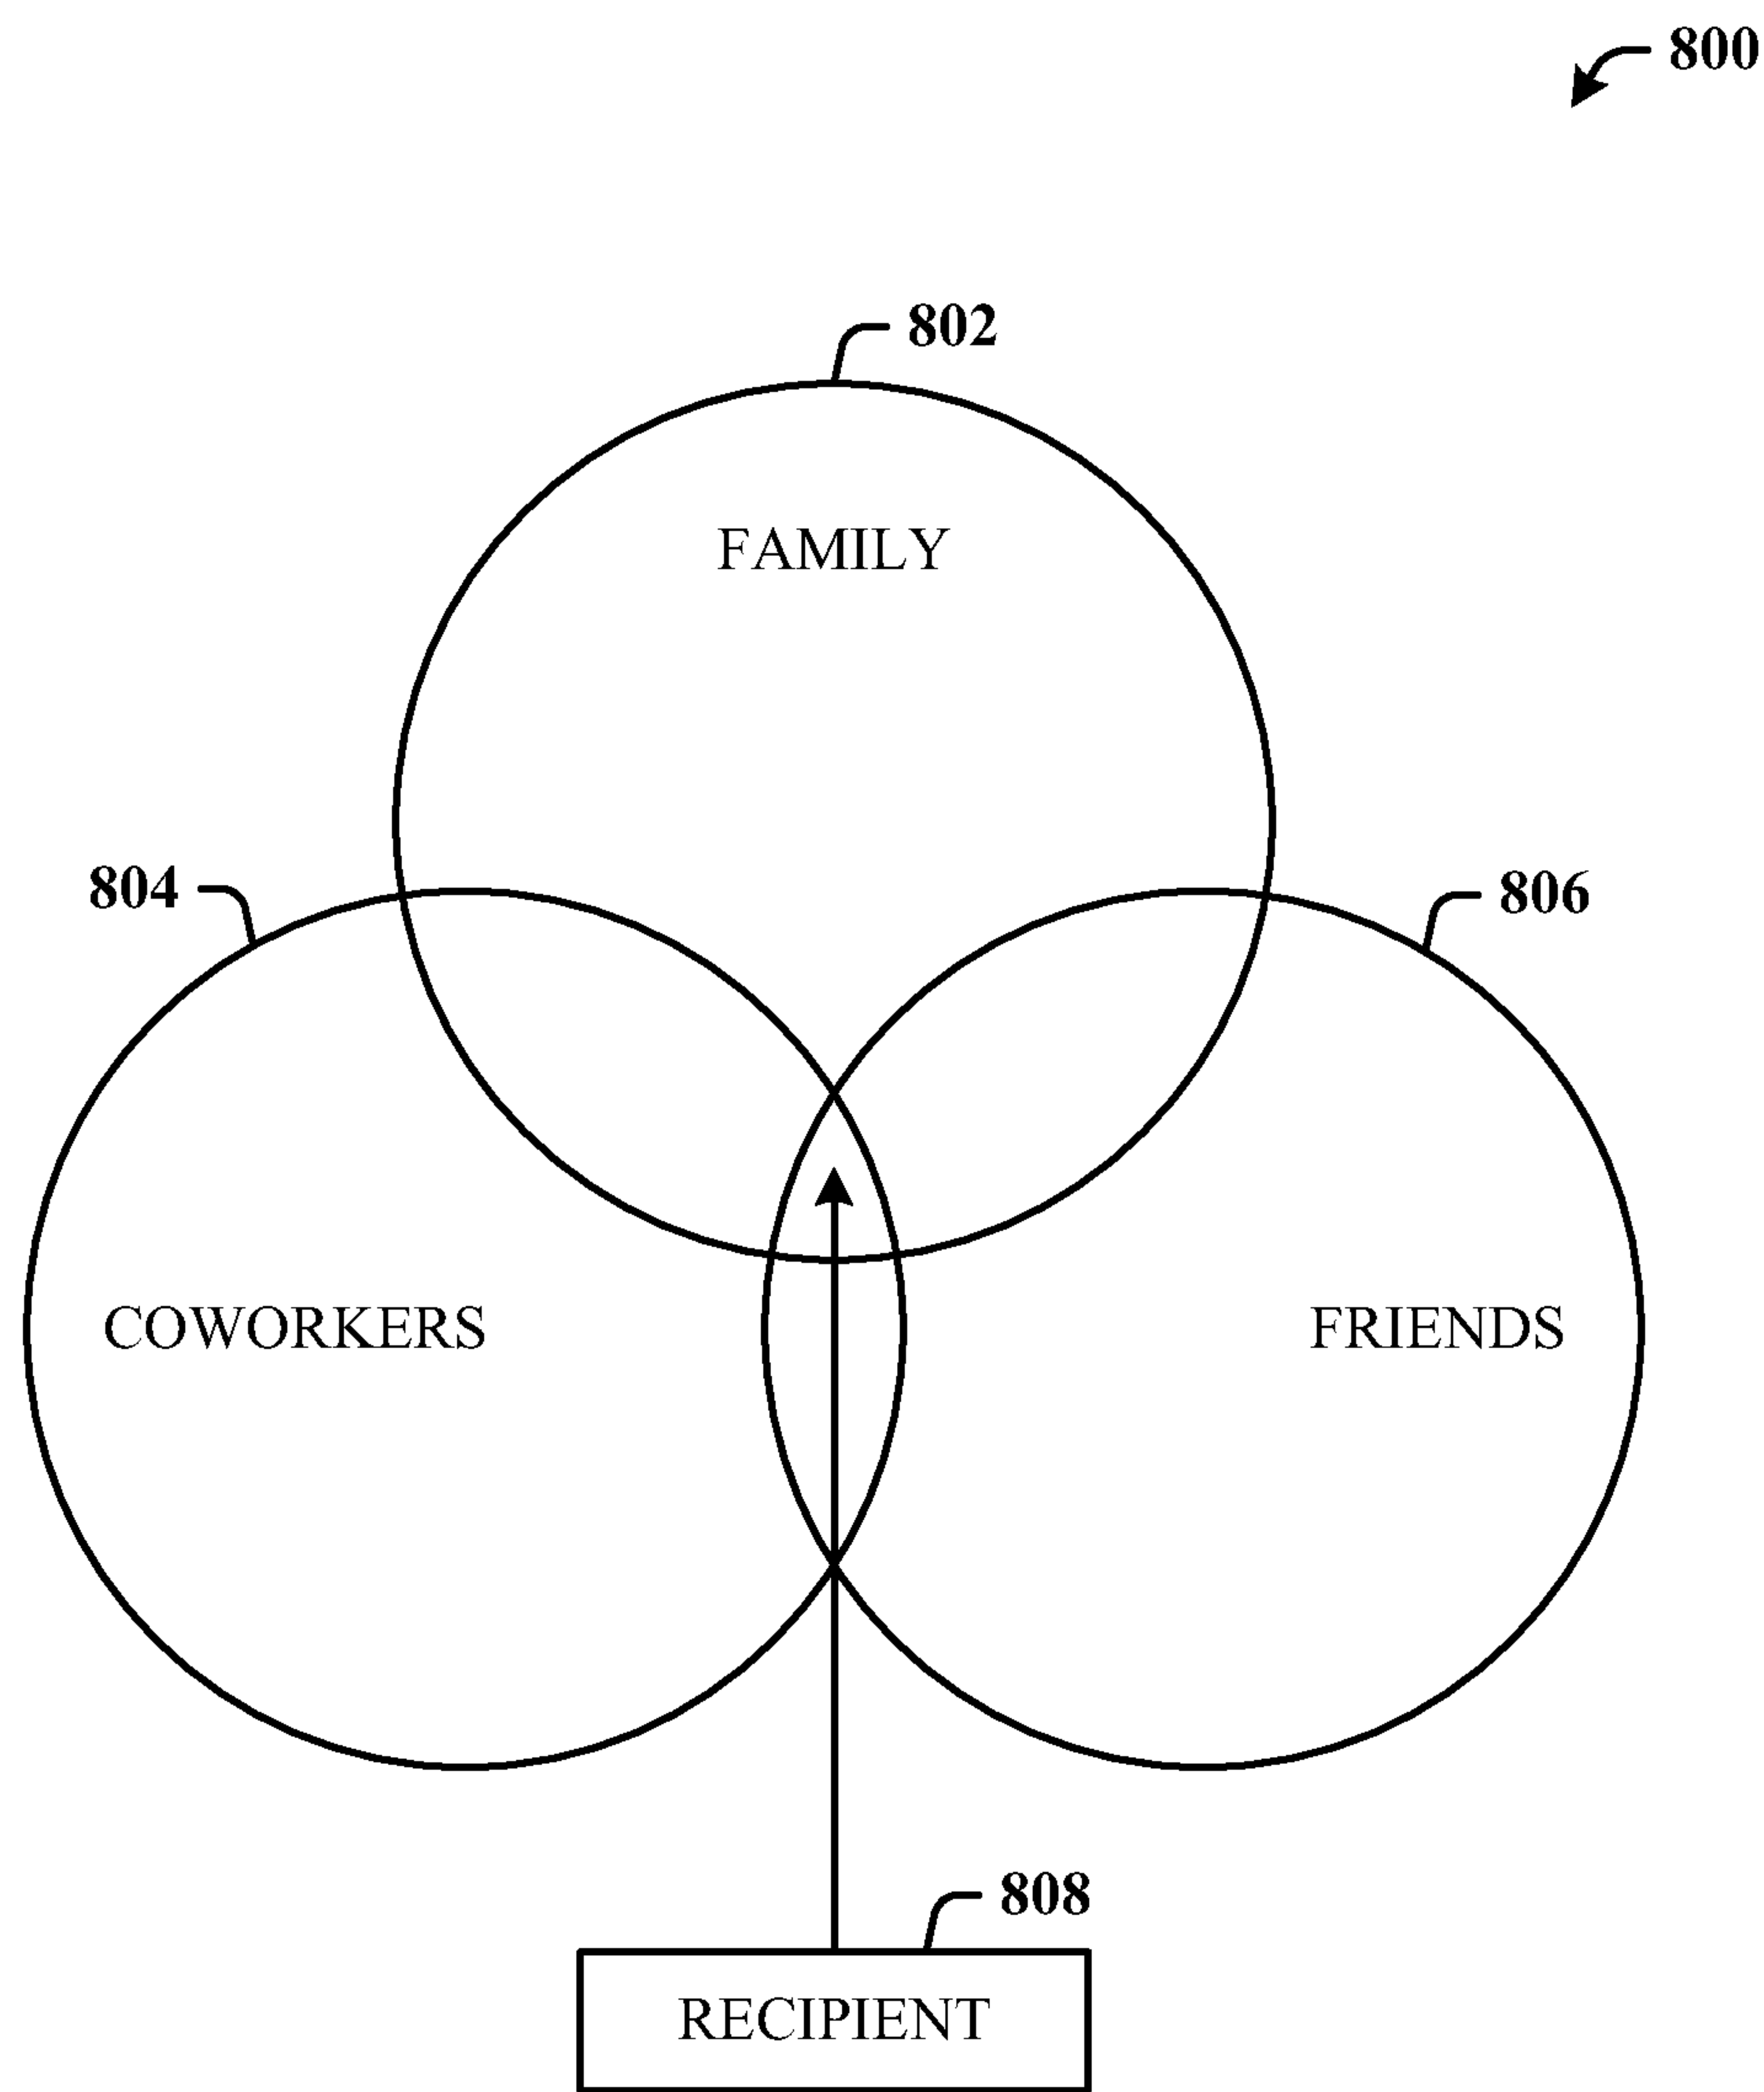 800
802
FAMILY
804
806
COWORKERS
FRIENDS
808
RECIPIENT